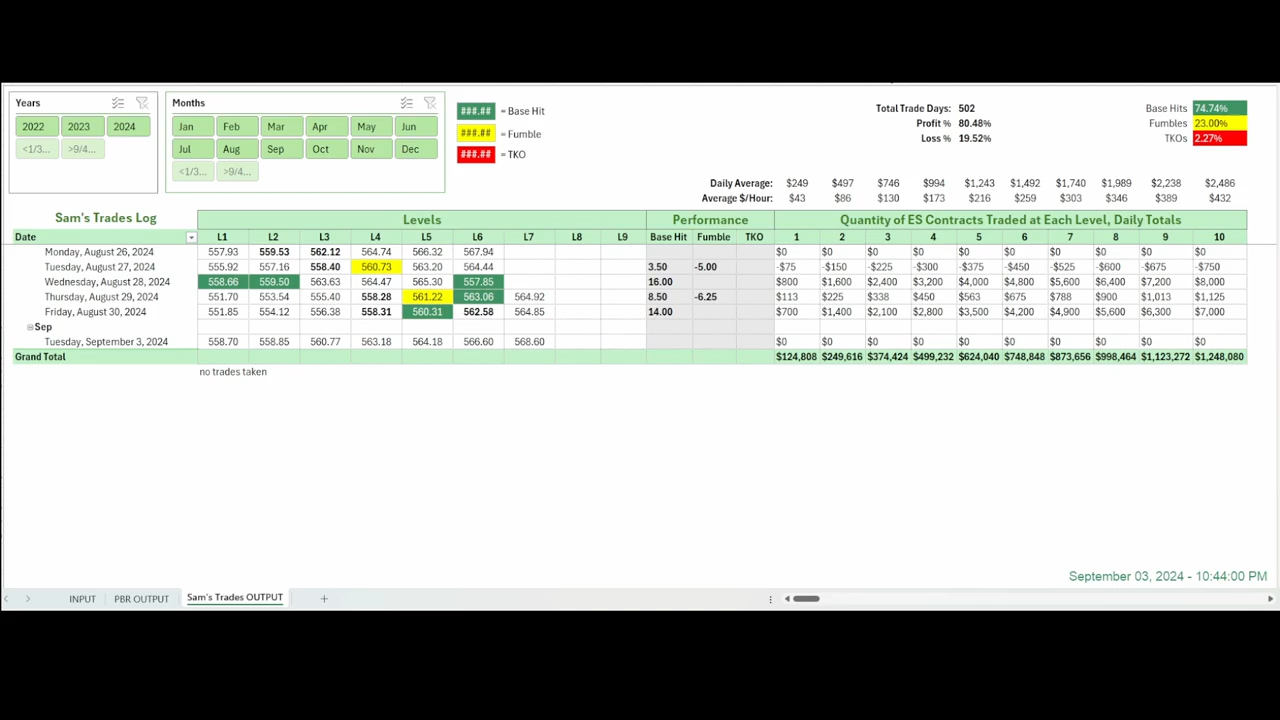 Years Months ###.## = Base Hit Total Trade Days: 502 Base Hits 74.74%
2022 2023 2024 Jan Feb Mar Apr May Jun ###.## = Fumble Profit % 80.48% Fumbles 23.00%
<1/3... >9/4... Jul Aug Sep Oct Nov Dec ###.## = TKO Loss % 19.52% TKOs 2.27%
<1/3... >9/4...
Daily Average: $249 $497 $746 $994 $1,243 $1,492 $1,740 $1,989 $2,238 $2,486
Average $/Hour: $43 $86 $130 $173 $216 $259 $303 $346 $389 $432
Sam's Trades Log Levels Performance Quantity of ES Contracts Traded at Each Level, Daily Totals
Date L1 L2 L3 L4 L5 L6 L7 L8 L9 Base Hit Fumble TKO 1 2 3 4 5 6 7 8 9 10
Monday, August 26, 2024 557.93 559.53 562.12 564.74 566.32 567.94 $0 $0 $0 $0 $0 $0 $0 $0 $0 $0
Tuesday, August 27, 2024 555.92 557.16 558.40 560.73 563.20 564.44 3.50 -5.00 -$75 -$150 -$225 -$300 -$375 -$450 -$525 -$600 -$675 -$750
Wednesday, August 28, 2024 558.66 559.50 563.63 564.47 565.30 557.85 16.00 $800 $1,600 $2,400 $3,200 $4,000 $4,800 $5,600 $6,400 $7,200 $8,000
Thursday, August 29, 2024 551.70 553.54 555.40 558.28 561.22 563.06 564.92 8.50 -6.25 $113 $225 $338 $450 $563 $675 $788 $900 $1,013 $1,125
Friday, August 30, 2024 551.85 554.12 556.38 558.31 560.31 562.58 564.85 14.00 $700 $1,400 $2,100 $2,800 $3,500 $4,200 $4,900 $5,600 $6,300 $7,000
Sep
Tuesday, September 3, 2024 558.70 558.85 560.77 563.18 564.18 566.60 568.60 $0 $0 $0 $0 $0 $0 $0 $0 $0 $0
Grand Total $124,808 $249,616 $374,424 $499,232 $624,040 $748,848 $873,656 $998,464 $1,123,272 $1,248,080
no trades taken
September 03, 2024 - 10:44:00 PM
INPUT PBR OUTPUT Sam's Trades OUTPUT